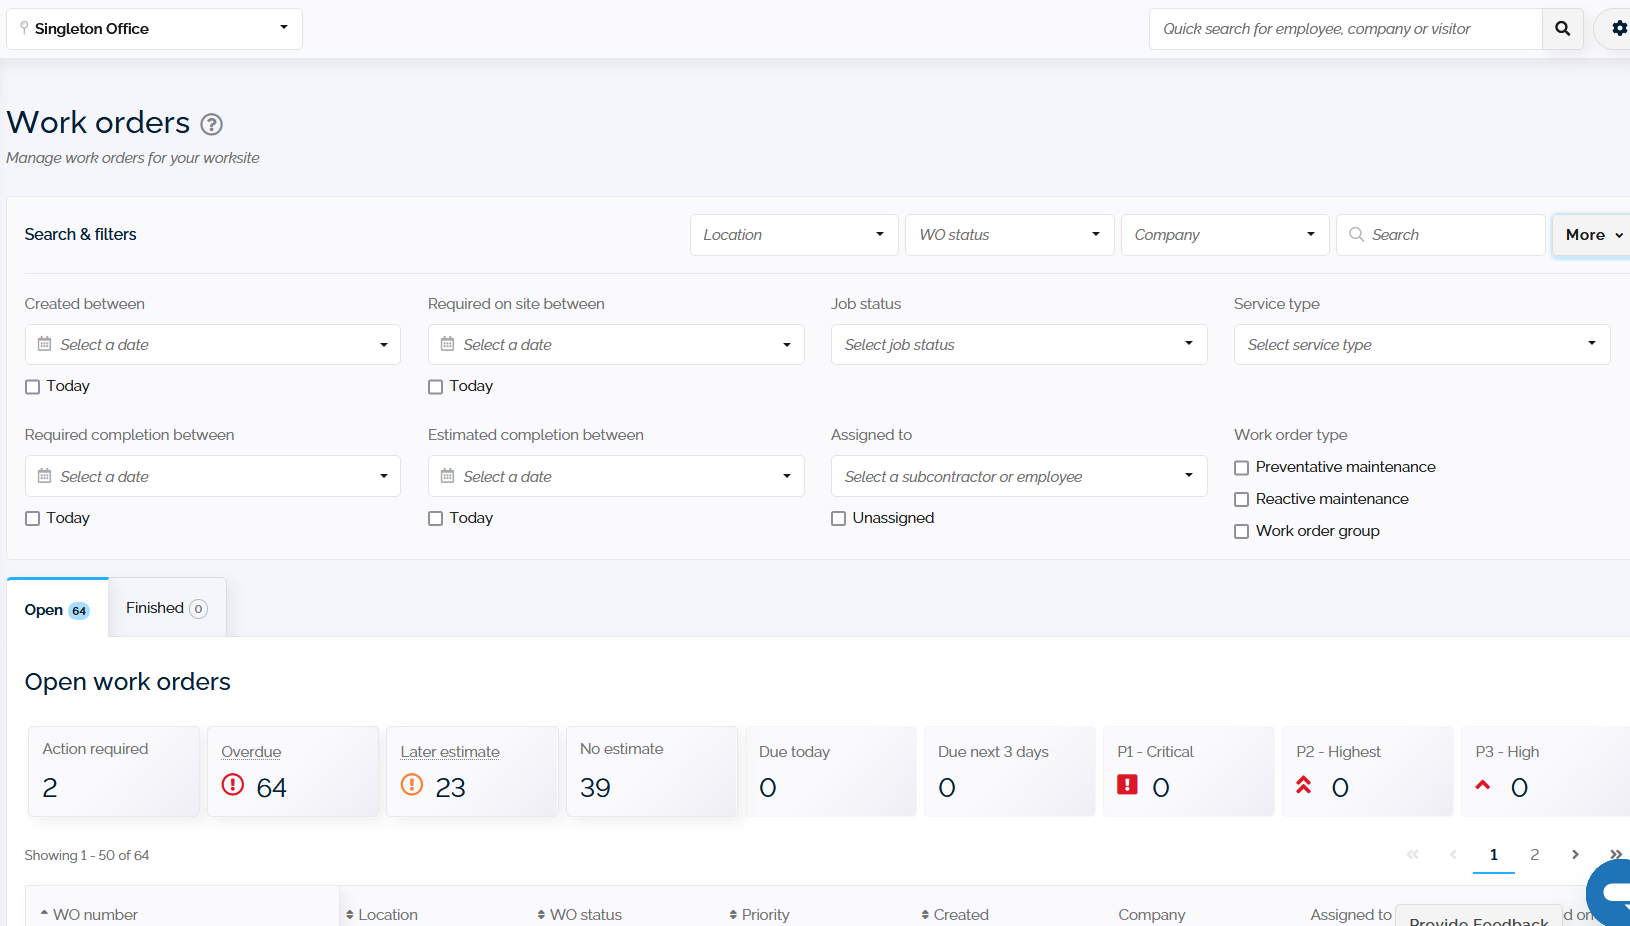 Singleton Office
Quick search for employee, company or visitor
Work orders
Manage work orders for your worksite
Search & filters
Location
WO status
Company
Search
More
Created between
Required on site between
Job status
Service type
Select a date
Select a date
Select job status
Select service type
Today
Today
Required completion between
Estimated completion between
Assigned to
Work order type
Select a date
Select a date
Select a subcontractor or employee
Preventative maintenance
Reactive maintenance
Work order group
Today
Today
Unassigned
Open 64
Finished 0
Open work orders
Action required
2
Overdue
64
Later estimate
23
No estimate
39
Due today
0
Due next 3 days
0
P1 - Critical
0
P2 - Highest
0
P3 - High
0
Showing 1 - 50 of 64
1
2
WO number
Location
WO status
Priority
Created
Company
Assigned to
Provide Feedback